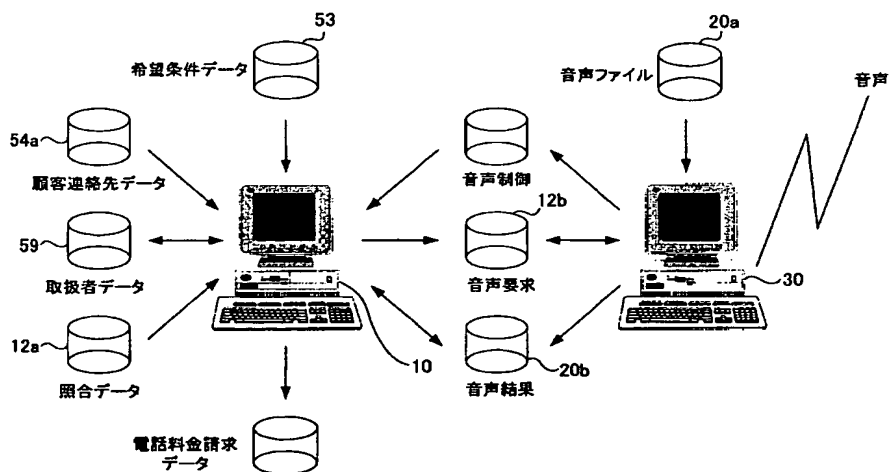 53
20a
希望条件データ
音声ファイル
音声
54a
顧客連絡先データ
音声制御
12b
59
取扱者データ
音声要求
30
12a
照合データ
10
音声結果
20b
電話料金請求
データ